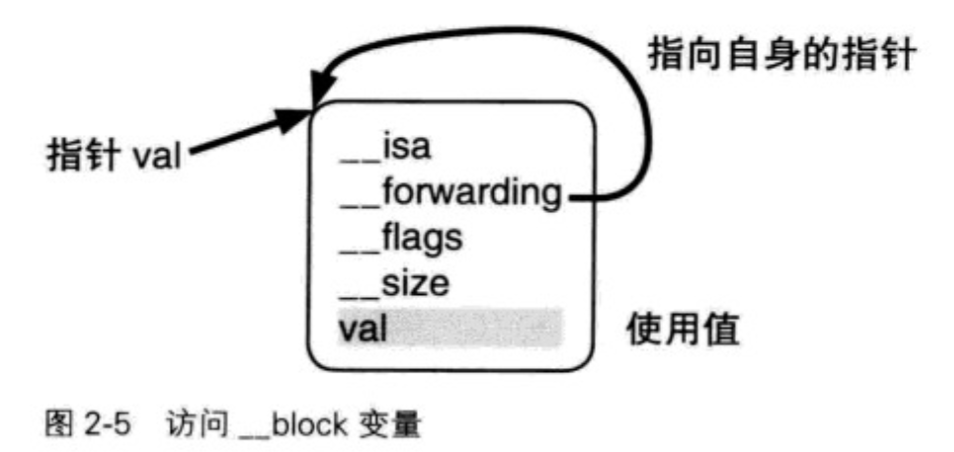 指向自身的指针
指针 val
__isa
__forwarding
__flags
__size
val
使用值
图 2-5 访问 __block 变量